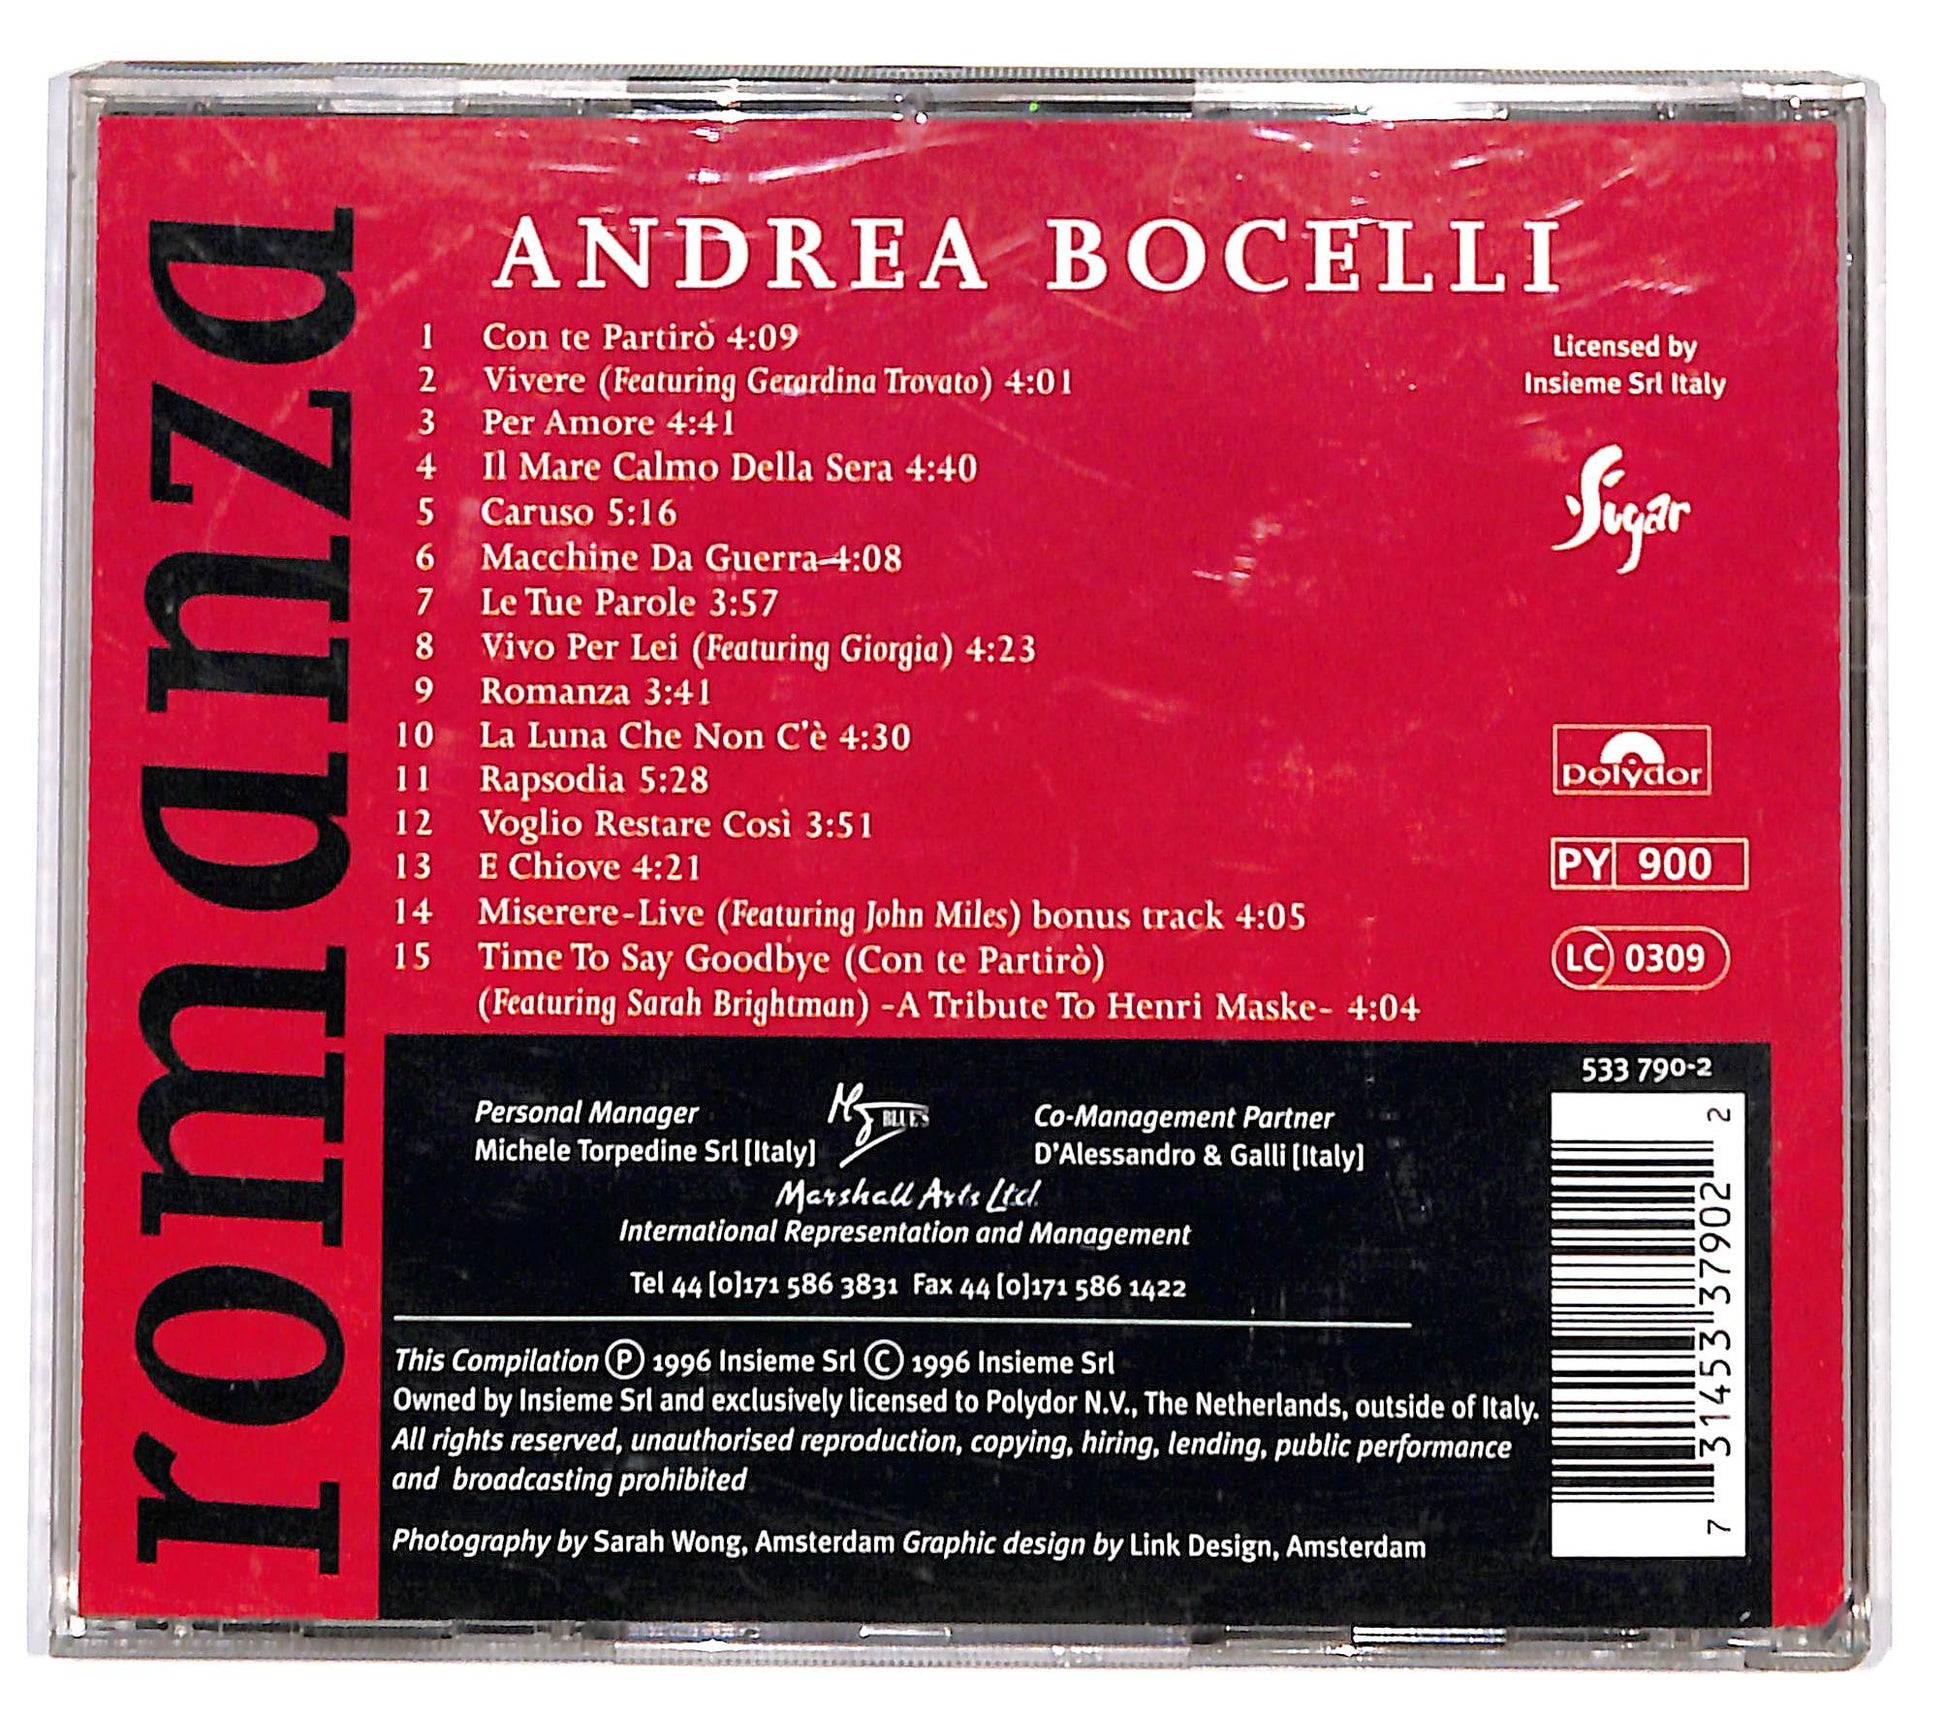 romanza
ANDREA BOCELLI
1 Con te Partirò 4:09
2 Vivere (Featuring Gerardina Trovato) 4:01
3 Per Amore 4:41
4 Il Mare Calmo Della Sera 4:40
5 Caruso 5:16
6 Macchine Da Guerra 4:08
7 Le Tue Parole 3:57
8 Vivo Per Lei (Featuring Giorgia) 4:23
9 Romanza 3:41
10 La Luna Che Non C'è 4:30
11 Rapsodia 5:28
12 Voglio Restare Così 3:51
13 E Chiove 4:21
14 Miserere-Live (Featuring John Miles) bonus track 4:05
15 Time To Say Goodbye (Con te Partirò)
(Featuring Sarah Brightman) -A Tribute To Henri Maske- 4:04
Licensed by
Insieme Srl Italy
Sugar
polydor
PY 900
LC 0309
533 790-2
Personal Manager
Michele Torpedine Srl [Italy]
MT BLUES
Co-Management Partner
D'Alessandro & Galli [Italy]
Marshall Arts Ltd.
International Representation and Management
Tel 44 [0]171 586 3831 Fax 44 [0]171 586 1422
This Compilation Ⓟ 1996 Insieme Srl © 1996 Insieme Srl
Owned by Insieme Srl and exclusively licensed to Polydor N.V., The Netherlands, outside of Italy.
All rights reserved, unauthorised reproduction, copying, hiring, lending, public performance
and broadcasting prohibited
Photography by Sarah Wong, Amsterdam Graphic design by Link Design, Amsterdam
7 31453 37902 2